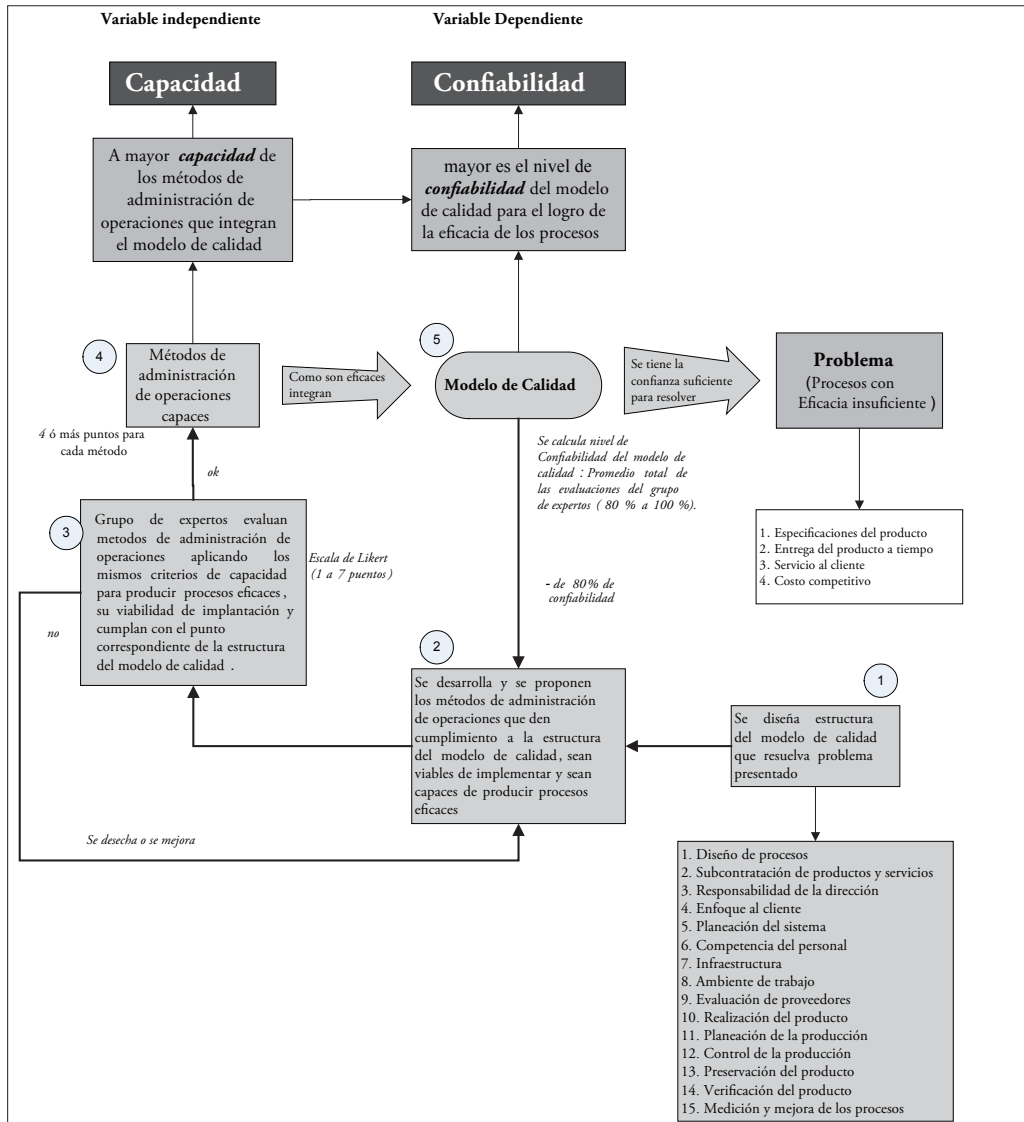 Variable independiente
Variable Dependiente
Capacidad
Confiabilidad
A mayor capacidad de
los métodos de
administración de
operaciones que integran
el modelo de calidad
mayor es el nivel de
confiabilidad del modelo
de calidad para el logro de
la eficacia de los procesos
4
Métodos de
administración
de operaciones
capaces
Como son eficaces
integran
5
Modelo de Calidad
Se tiene la
confianza suficiente
para resolver
Problema
(Procesos con
Eficacia insuficiente )
4 ó más puntos para
cada método
ok
Se calcula nivel de
Confiabilidad del modelo de
calidad : Promedio total de
las evaluaciones del grupo
de expertos ( 80 % a 100 %).
1. Especificaciones del producto
2. Entrega del producto a tiempo
3. Servicio al cliente
4. Costo competitivo
3
Grupo de expertos evaluan
metodos de administración de
operaciones aplicando los
mismos criterios de capacidad
para producir procesos eficaces ,
su viabilidad de implantación y
cumplan con el punto
correspondiente de la estructura
del modelo de calidad .
Escala de Likert
(1 a 7 puentos)
- de 80% de
confiabilidad
no
2
Se desarrolla y se proponen
los métodos de administración
de operaciones que den
cumplimiento a la estructura
del modelo de calidad, sean
viables de implementar y sean
capaces de producir procesos
eficaces
1
Se diseña estructura
del modelo de calidad
que resuelva problema
presentado
Se desecha o se mejora
1. Diseño de procesos
2. Subcontratación de productos y servicios
3. Responsabilidad de la dirección
4. Enfoque al cliente
5. Planeación del sistema
6. Competencia del personal
7. Infraestructura
8. Ambiente de trabajo
9. Evaluación de proveedores
10. Realización del producto
11. Planeación de la producción
12. Control de la producción
13. Preservación del producto
14. Verificación del producto
15. Medición y mejora de los procesos